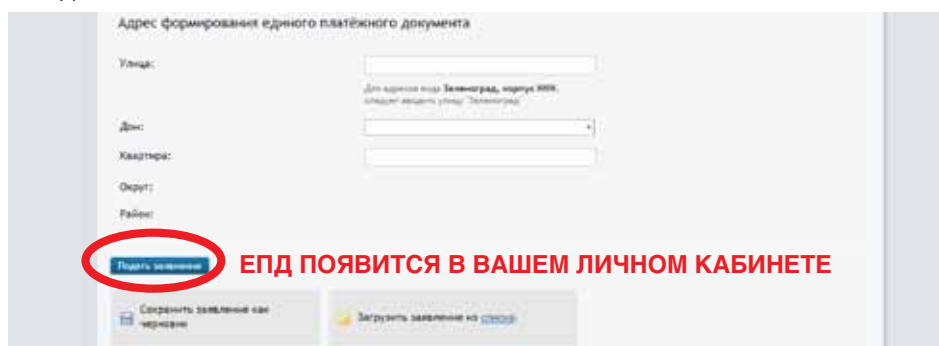 Адрес формирования единого платёжного документа
Улица:
Для адресов вида Зеленоград, корпус NNN,
следует вводить улицу "Зеленоград"
Дом:
Квартира:
Округ:
Район:
Подать заявление
ЕПД ПОЯВИТСЯ В ВАШЕМ ЛИЧНОМ КАБИНЕТЕ
Сохранить заявление как
черновик
Загрузить заявление из списка